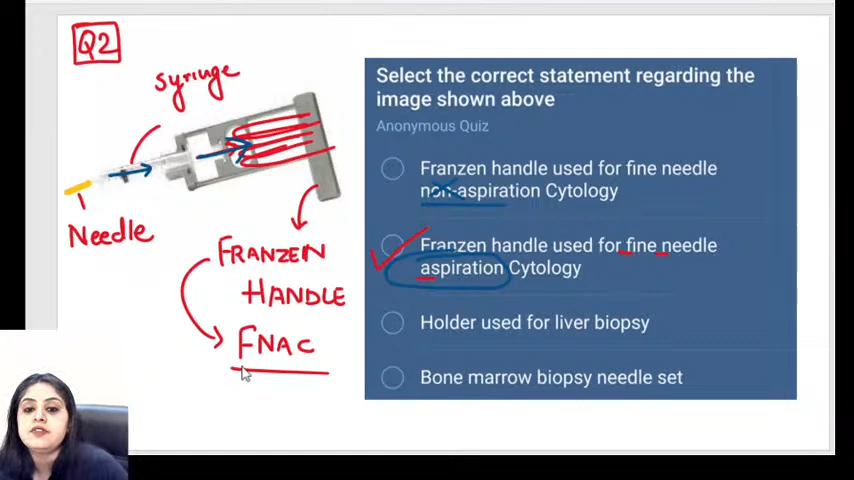 Q2
syringe
Needle
FRANZEIN
HANDLE
FNAC
Select the correct statement regarding the
image shown above
Anonymous Quiz
Franzen handle used for fine needle
non-aspiration Cytology
Franzen handle used for fine needle
aspiration Cytology
Holder used for liver biopsy
Bone marrow biopsy needle set